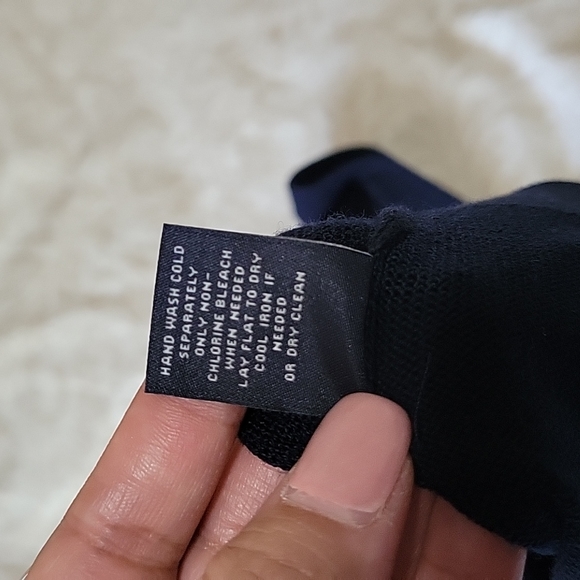 HAND WASH COLD
SEPARATELY
ONLY NON-
CHLORINE BLEACH
WHEN NEEDED
LAY FLAT TO DRY
COOL IRON IF
NEEDED
OR DRY CLEAN